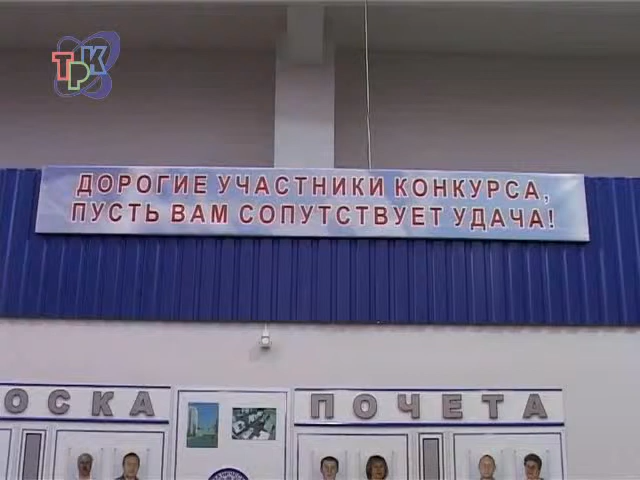 ТРК
ДОРОГИЕ УЧАСТНИКИ КОНКУРСА,
ПУСТЬ ВАМ СОПУТСТВУЕТ УДАЧА!
ОСКА ПОЧЕТА